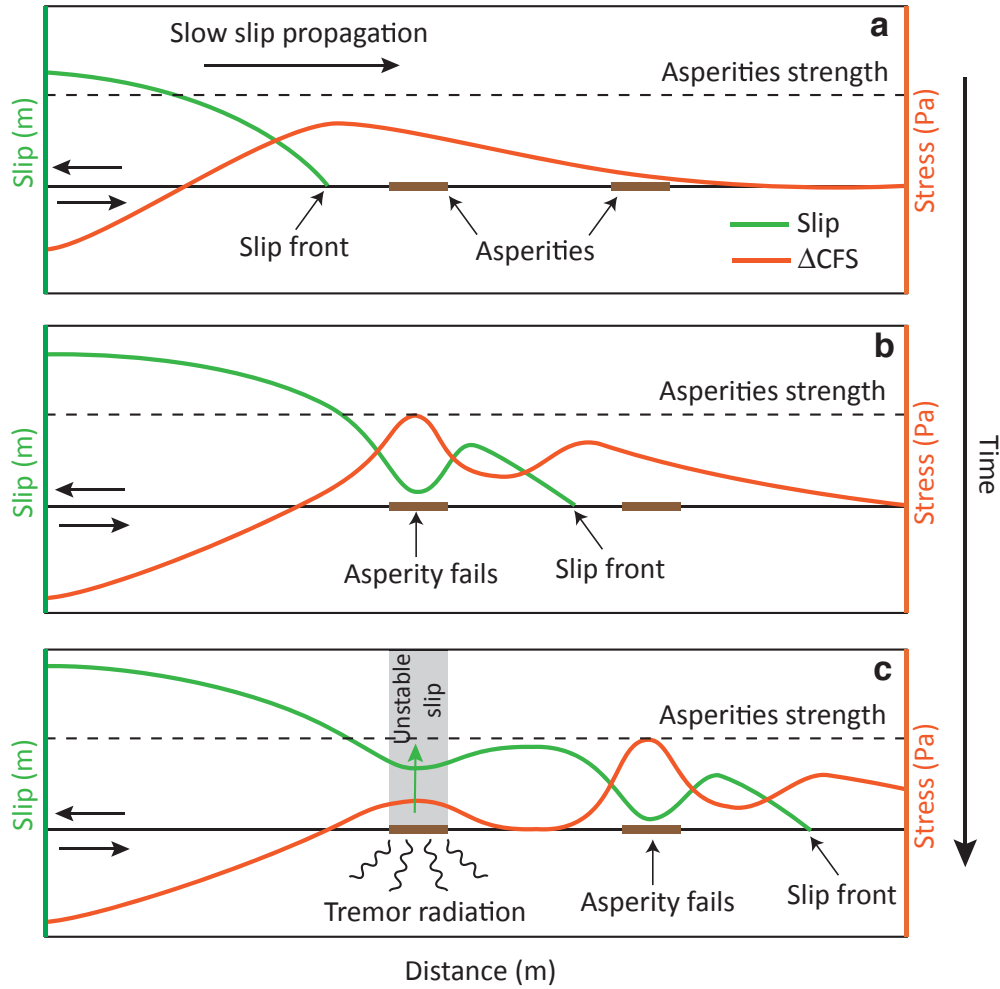 a
Slow slip propagation
Asperities strength
Slip (m)
Stress (Pa)
Slip front
Asperities
Slip
ΔCFS
b
Asperities strength
Slip (m)
Stress (Pa)
Asperity fails
Slip front
Time
c
Unstable
slip
Asperities strength
Slip (m)
Stress (Pa)
Tremor radiation
Asperity fails
Slip front
Distance (m)